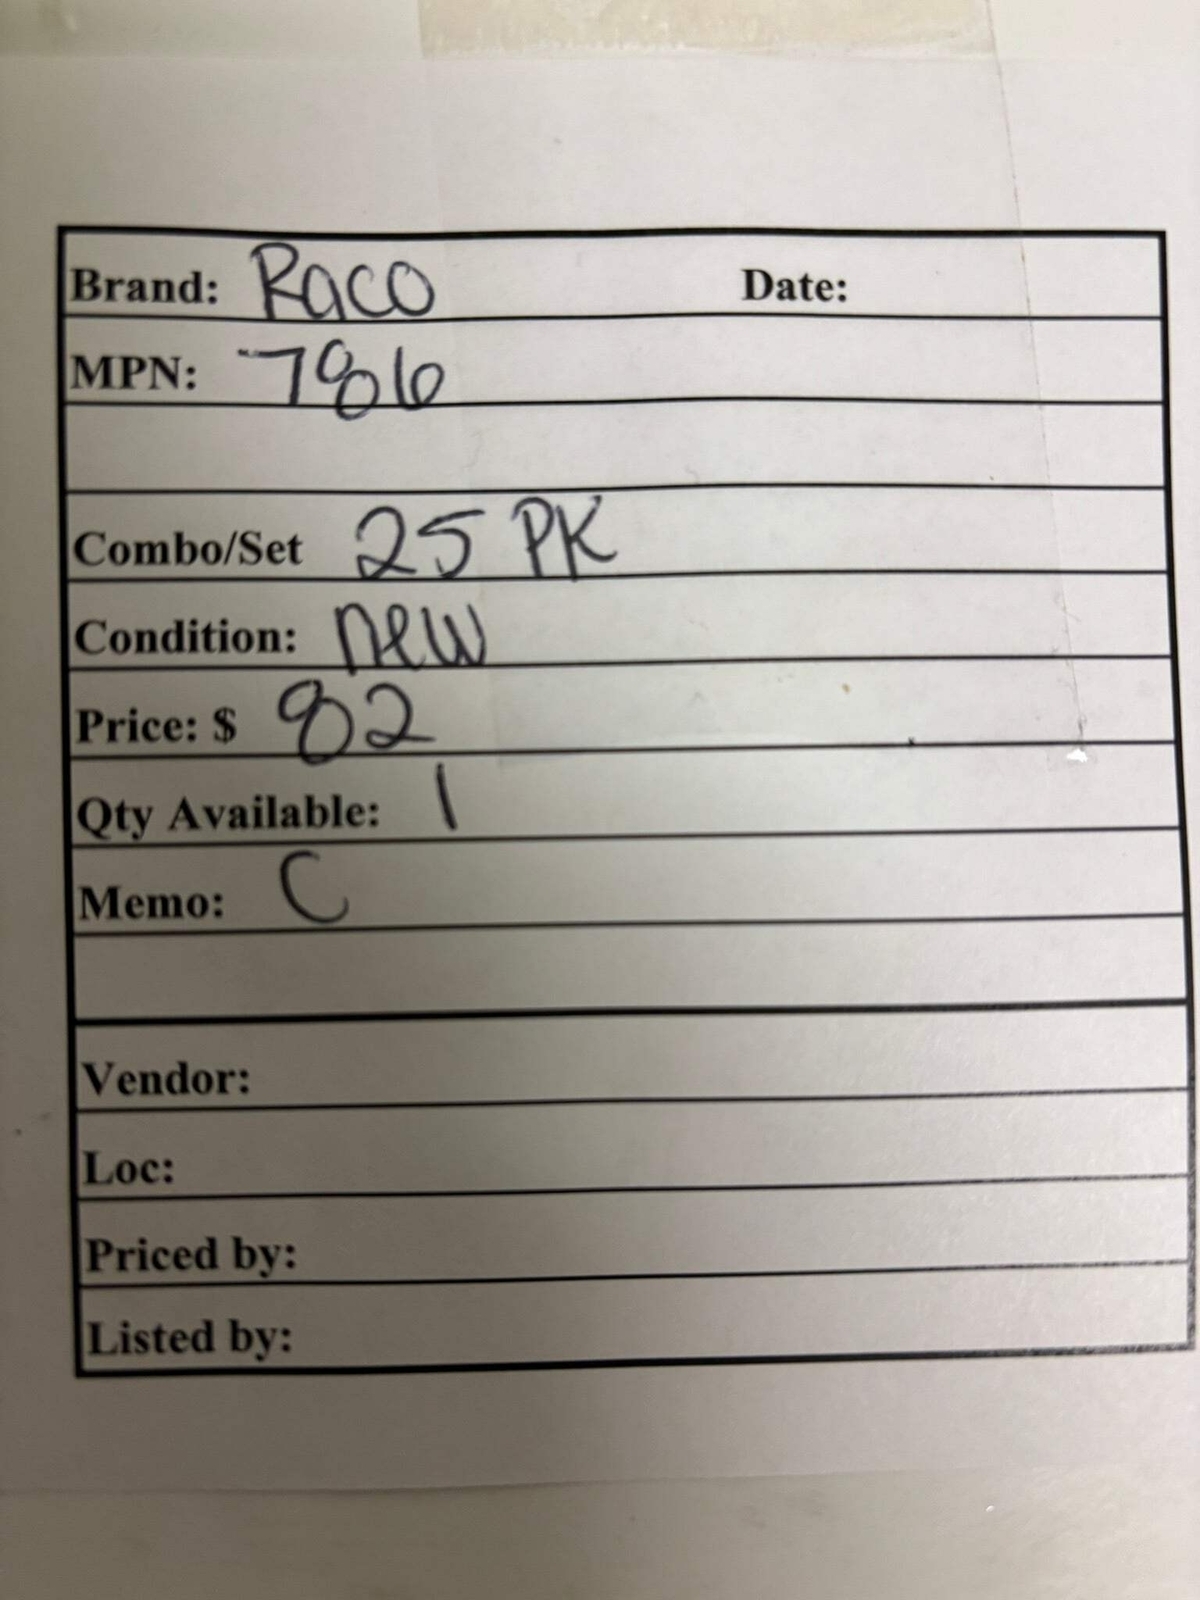 Brand: Raco Date:
MPN: 786
Combo/Set 25 PK
Condition: new
Price: $ 82
Qty Available: 1
Memo: C
Vendor:
Loc:
Priced by:
Listed by: